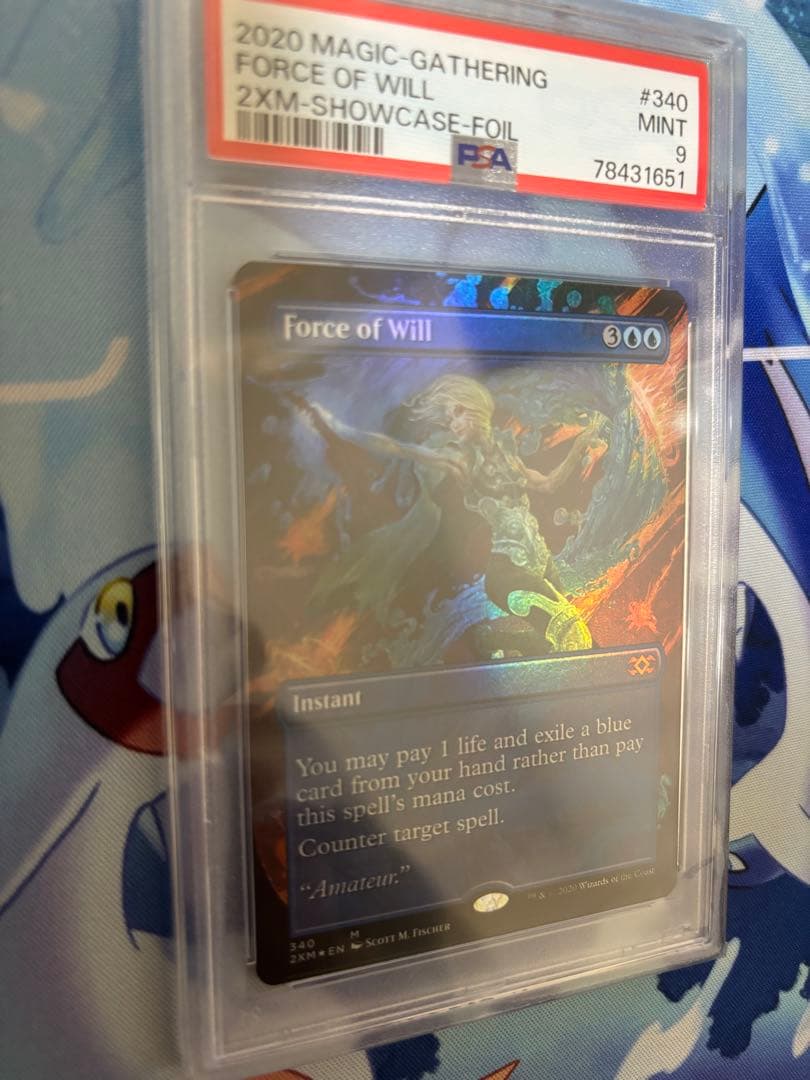 2020 MAGIC-GATHERING
FORCE OF WILL
2XM-SHOWCASE-FOIL
#340
MINT
9
78431651
PSA
Force of Will 3
Instant
You may pay 1 life and exile a blue
card from your hand rather than pay
this spell's mana cost.
Counter target spell.
"Amateur."
340 M
2XM★EN SCOTT M. FISCHER
™ & © 2020 Wizards of the Coast